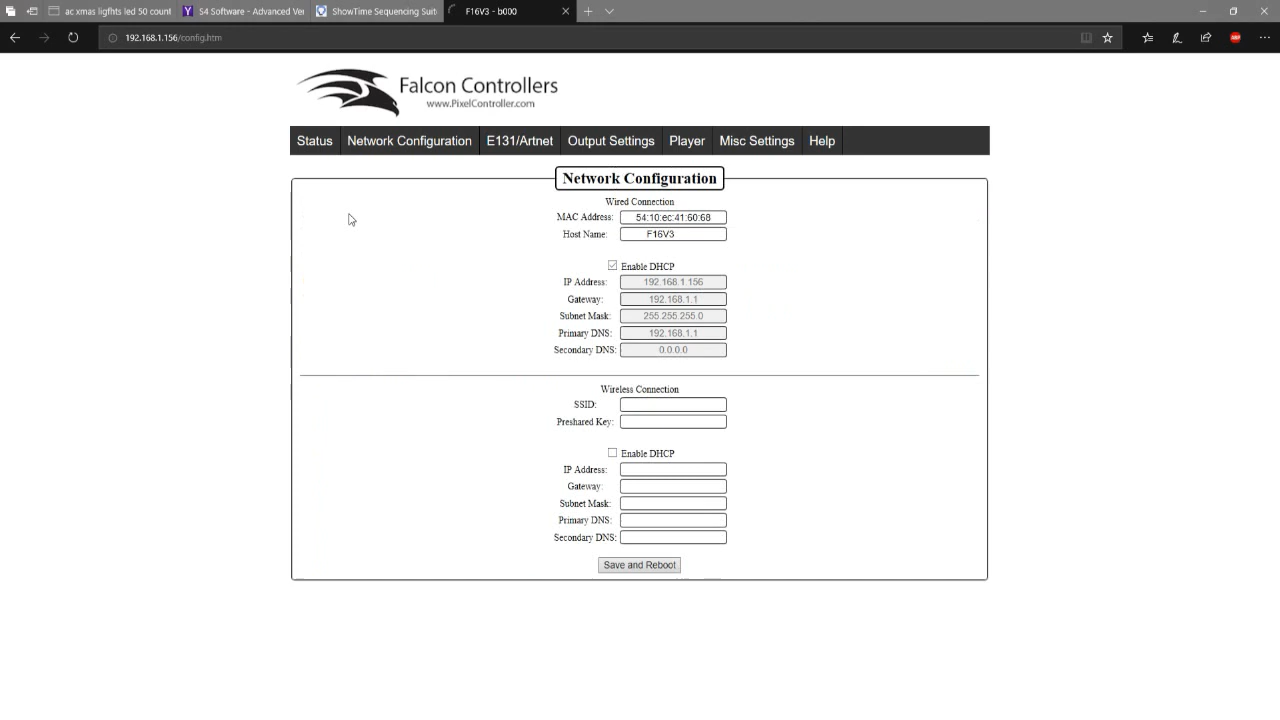 ac xmas ligfhts led 50 count
S4 Software - Advanced Ver
ShowTime Sequencing Suit
F16V3 - b000
192.168.1.156/config.htm
ABP
Falcon Controllers
www.PixelController.com
Status
Network Configuration
E131/Artnet
Output Settings
Player
Misc Settings
Help
Network Configuration
Wired Connection
MAC Address: 54:10:ec:41:60:68
Host Name: F16V3
Enable DHCP
IP Address: 192.168.1.156
Gateway: 192.168.1.1
Subnet Mask: 255.255.255.0
Primary DNS: 192.168.1.1
Secondary DNS: 0.0.0.0
Wireless Connection
SSID:
Preshared Key:
Enable DHCP
IP Address:
Gateway:
Subnet Mask:
Primary DNS:
Secondary DNS:
Save and Reboot